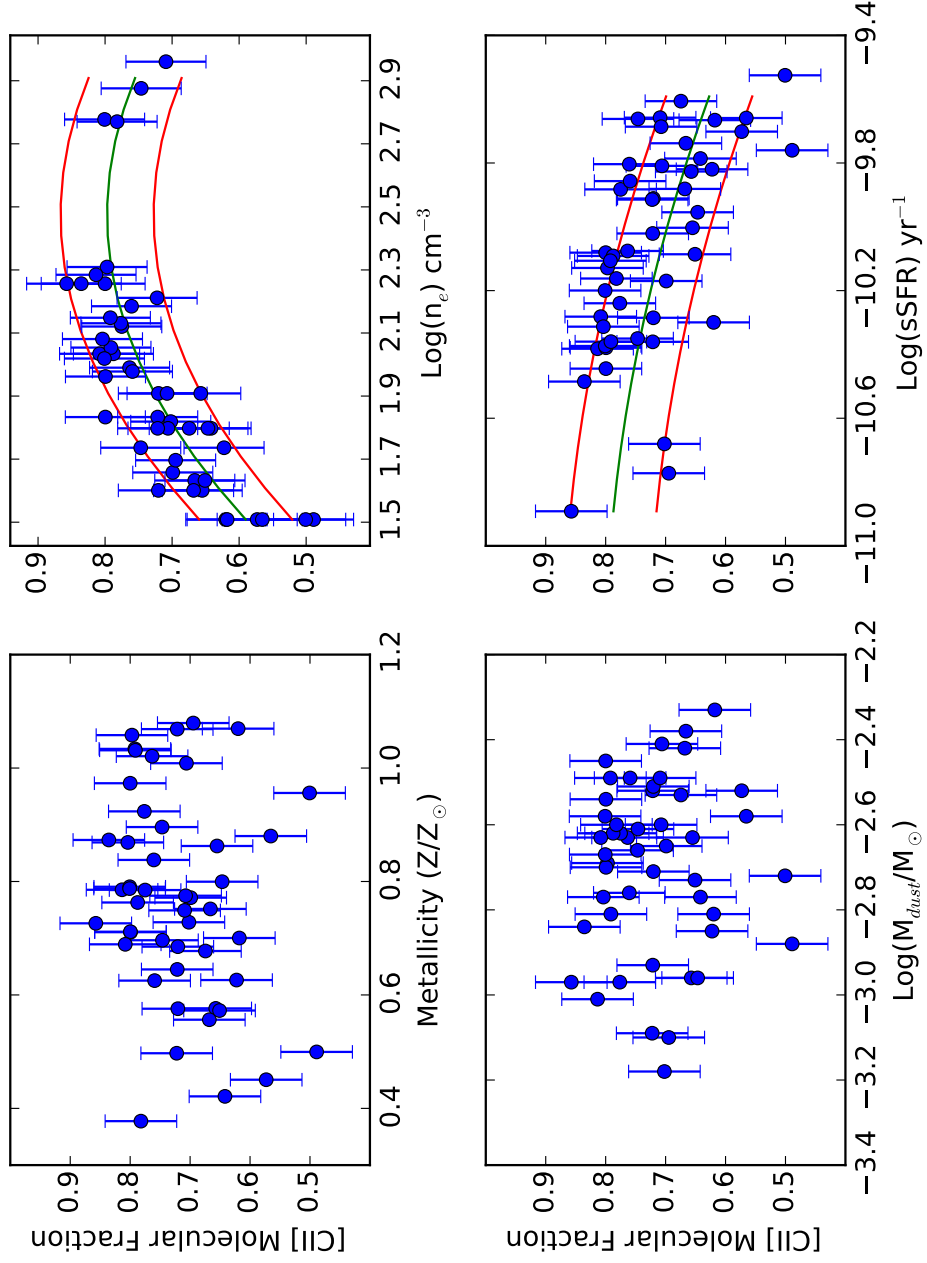 [CII] Molecular Fraction
0.9
0.8
0.7
0.6
0.5
0.4 0.6 0.8 1.0 1.2
Metallicity (Z/Z⊙)
0.9
0.8
0.7
0.6
0.5
1.5 1.7 1.9 2.1 2.3 2.5 2.7 2.9
Log(nₑ) cm⁻³
[CII] Molecular Fraction
0.9
0.8
0.7
0.6
0.5
−3.4 −3.2 −3.0 −2.8 −2.6 −2.4 −2.2
Log(M_dust/M⊙)
0.9
0.8
0.7
0.6
0.5
−11.0 −10.6 −10.2 −9.8 −9.4
Log(sSFR) yr⁻¹